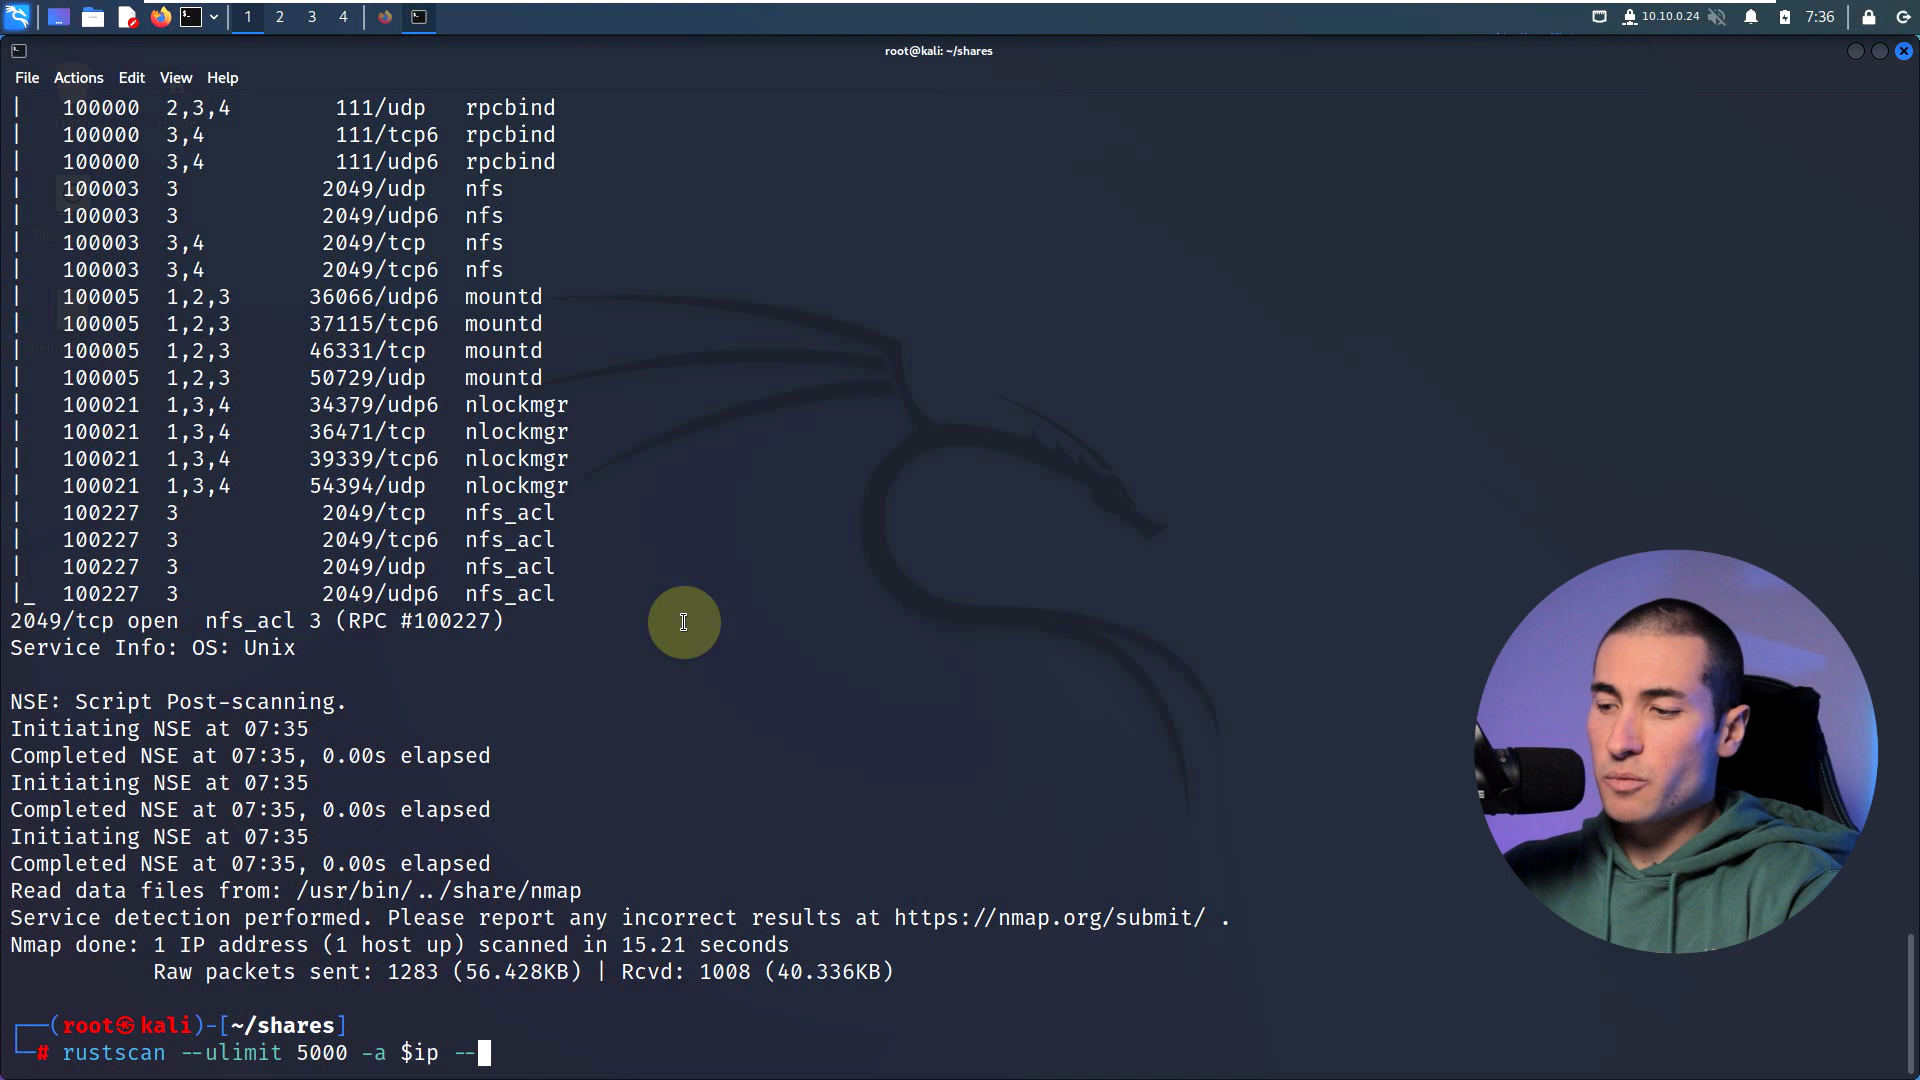 1 2 3 4
10.10.0.24
7:36
root@kali: ~/shares
File Actions Edit View Help
| 100000 2,3,4 111/udp rpcbind
| 100000 3,4 111/tcp6 rpcbind
| 100000 3,4 111/udp6 rpcbind
| 100003 3 2049/udp nfs
| 100003 3 2049/udp6 nfs
| 100003 3,4 2049/tcp nfs
| 100003 3,4 2049/tcp6 nfs
| 100005 1,2,3 36066/udp6 mountd
| 100005 1,2,3 37115/tcp6 mountd
| 100005 1,2,3 46331/tcp mountd
| 100005 1,2,3 50729/udp mountd
| 100021 1,3,4 34379/udp6 nlockmgr
| 100021 1,3,4 36471/tcp nlockmgr
| 100021 1,3,4 39339/tcp6 nlockmgr
| 100021 1,3,4 54394/udp nlockmgr
| 100227 3 2049/tcp nfs_acl
| 100227 3 2049/tcp6 nfs_acl
| 100227 3 2049/udp nfs_acl
|_ 100227 3 2049/udp6 nfs_acl
2049/tcp open nfs_acl 3 (RPC #100227)
Service Info: OS: Unix
NSE: Script Post-scanning.
Initiating NSE at 07:35
Completed NSE at 07:35, 0.00s elapsed
Initiating NSE at 07:35
Completed NSE at 07:35, 0.00s elapsed
Initiating NSE at 07:35
Completed NSE at 07:35, 0.00s elapsed
Read data files from: /usr/bin/../share/nmap
Service detection performed. Please report any incorrect results at https://nmap.org/submit/ .
Nmap done: 1 IP address (1 host up) scanned in 15.21 seconds
Raw packets sent: 1283 (56.428KB) | Rcvd: 1008 (40.336KB)
┌──(root㉿kali)-[~/shares]
└─# rustscan --ulimit 5000 -a $ip --